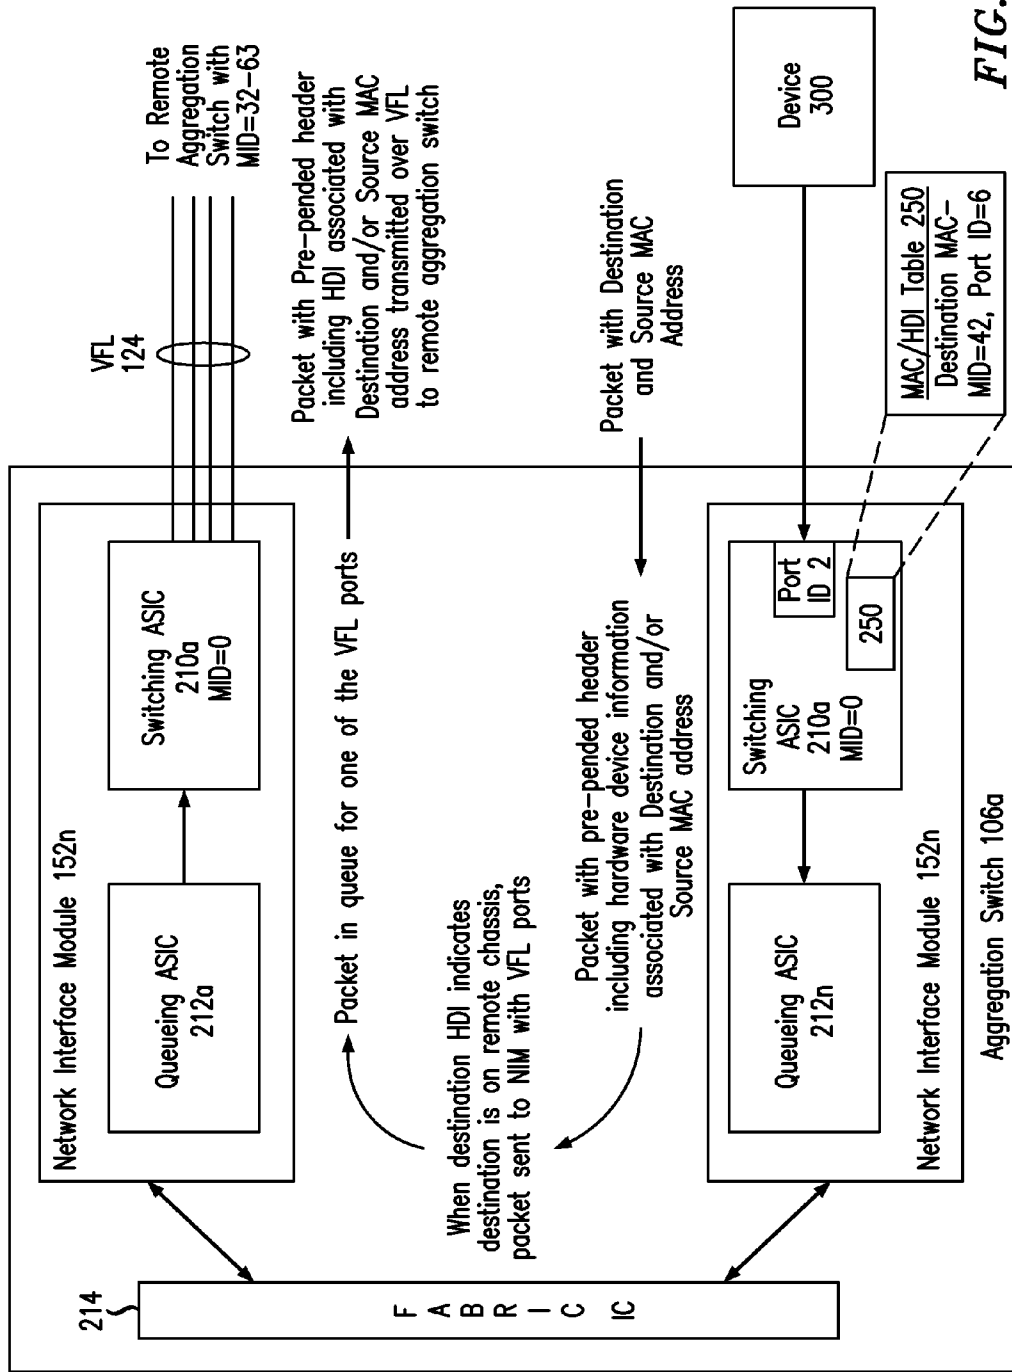 214
FABRIC IC
Network Interface Module 152n
Queueing ASIC
212a
Switching ASIC
210a
MID=0
VFL
124
To Remote
Aggregation
Switch with
MID=32-63
When destination HDI indicates
destination is on remote chassis,
packet sent to NIM with VFL ports
Packet in queue for one of the VFL ports
Packet with Pre-pended header
including HDI associated with
Destination and/or Source MAC
address transmitted over VFL
to remote aggregation switch
Packet with pre-pended header
including hardware device information
associated with Destination and/or
Source MAC address
Packet with Destination
and Source MAC
Address
Queueing ASIC
212n
Switching
ASIC
210a
MID=0
Port
ID 2
250
Device
300
Network Interface Module 152n
MAC/HDI Table 250
Destination MAC-
MID=42, Port ID=6
Aggregation Switch 106a
FIG.